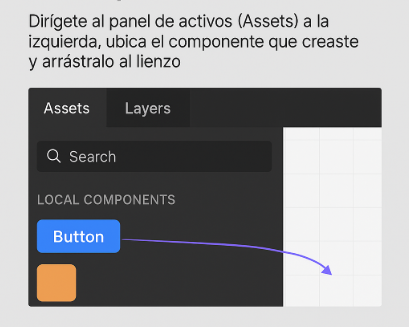 Dirígete al panel de activos (Assets) a la
izquierda, ubica el componente que creaste
y arrástralo al lienzo
Assets Layers
Search
LOCAL COMPONENTS
Button